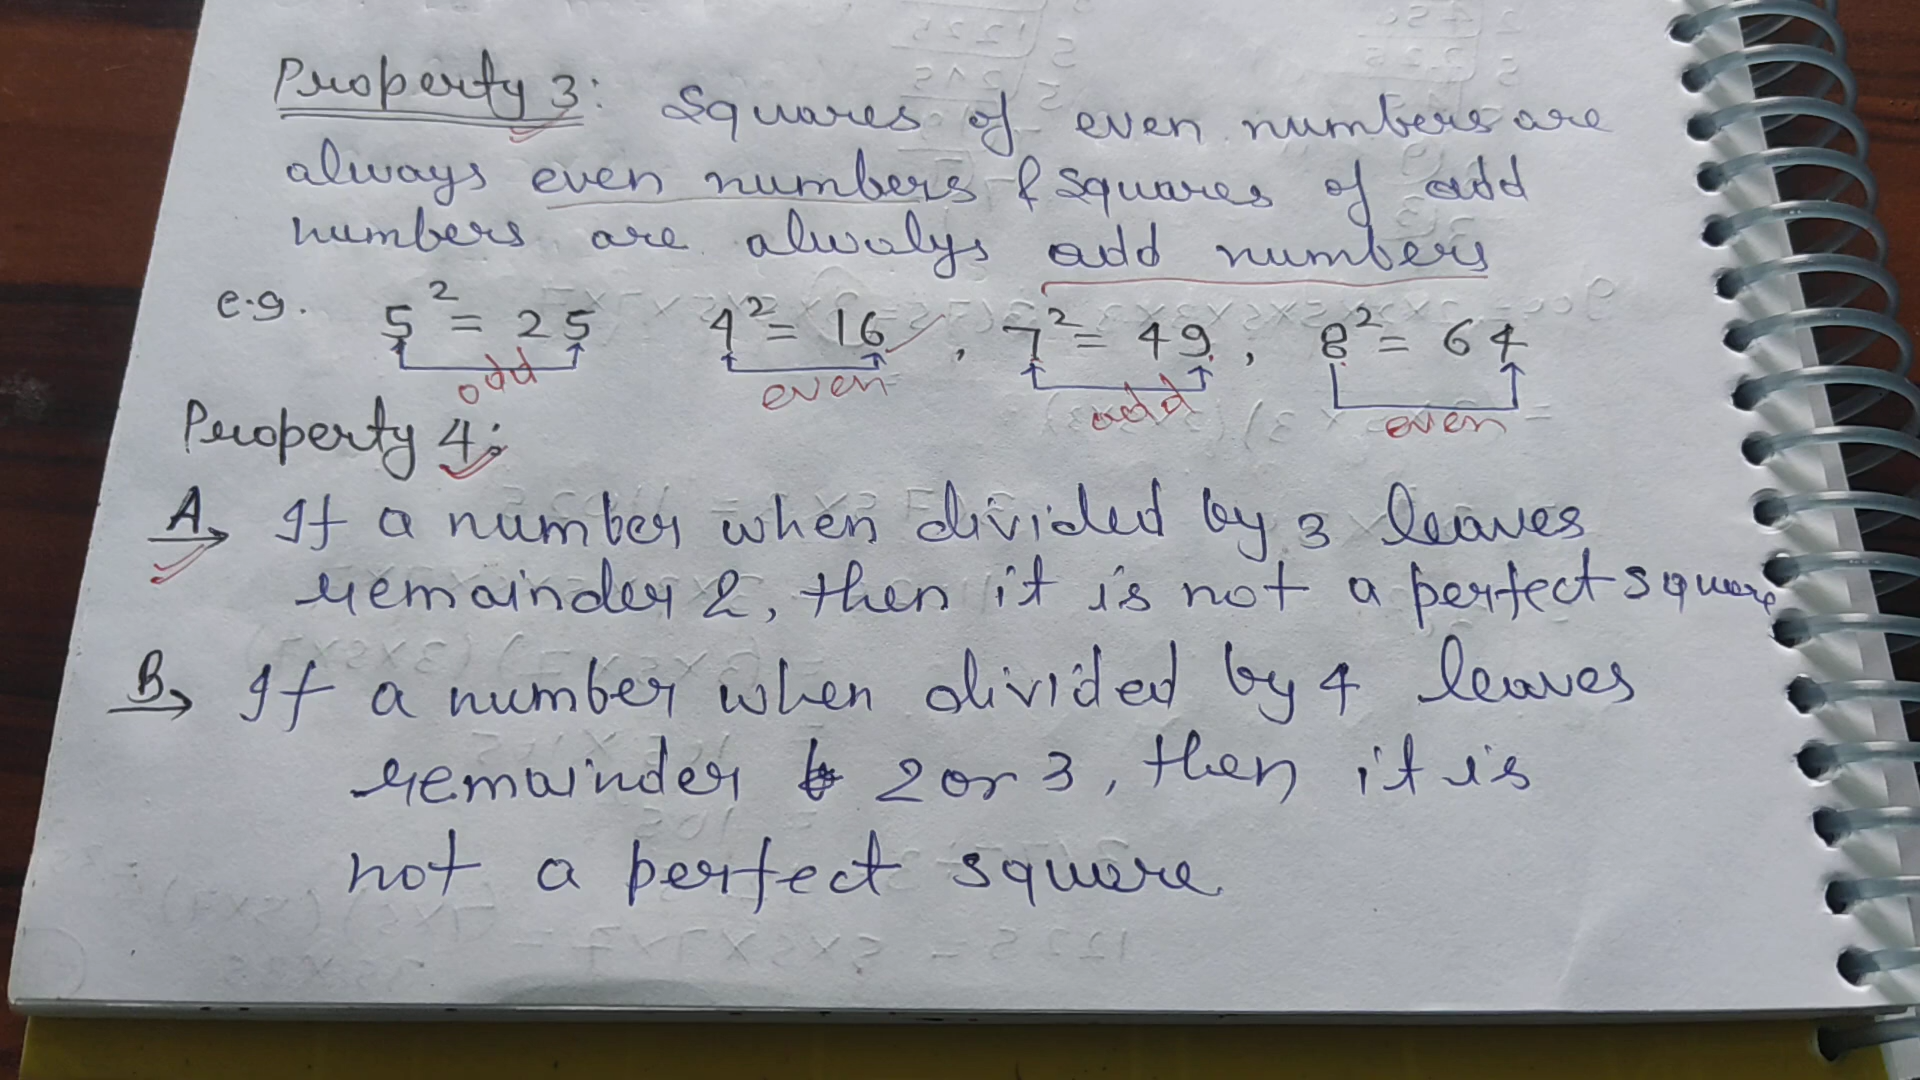 Property 3: Squares of even numbers are
always even numbers & squares of odd
numbers are alwalys odd numbers
e.g. 5² = 25 4² = 16 , 7² = 49 , 8² = 64
odd even odd even
Property 4:
A→ If a number when divided by 3 leaves
remainder 2, then it is not a perfect square
B→ If a number when divided by 4 leaves
remainder 2 or 3, then it is
not a perfect square